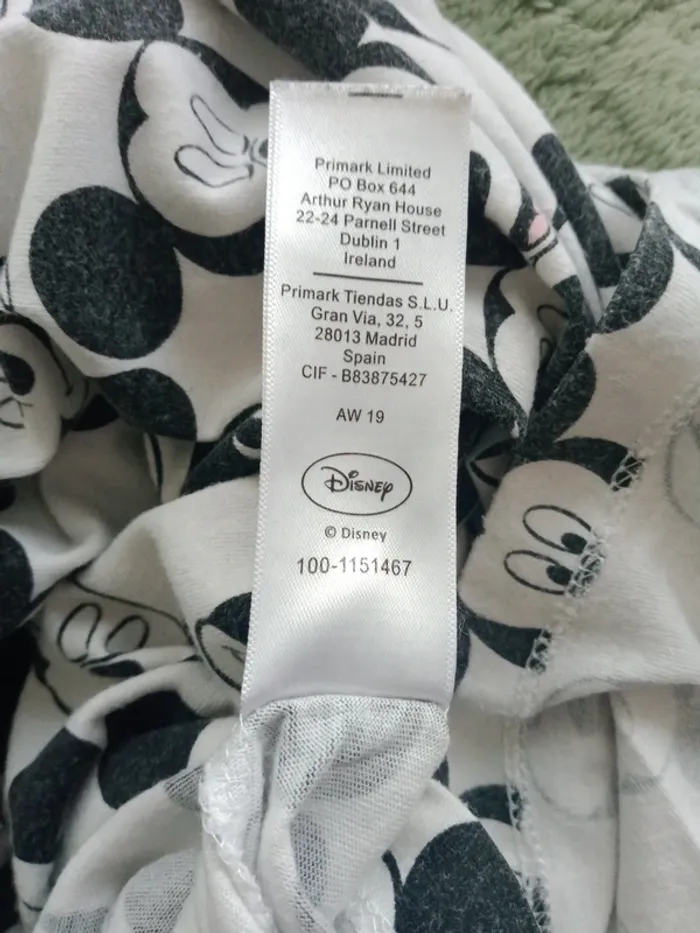 Primark Limited
PO Box 644
Arthur Ryan House
22-24 Parnell Street
Dublin 1
Ireland
Primark Tiendas S.L.U.
Gran Via, 32, 5
28013 Madrid
Spain
CIF - B83875427
AW 19
Disney
© Disney
100-1151467